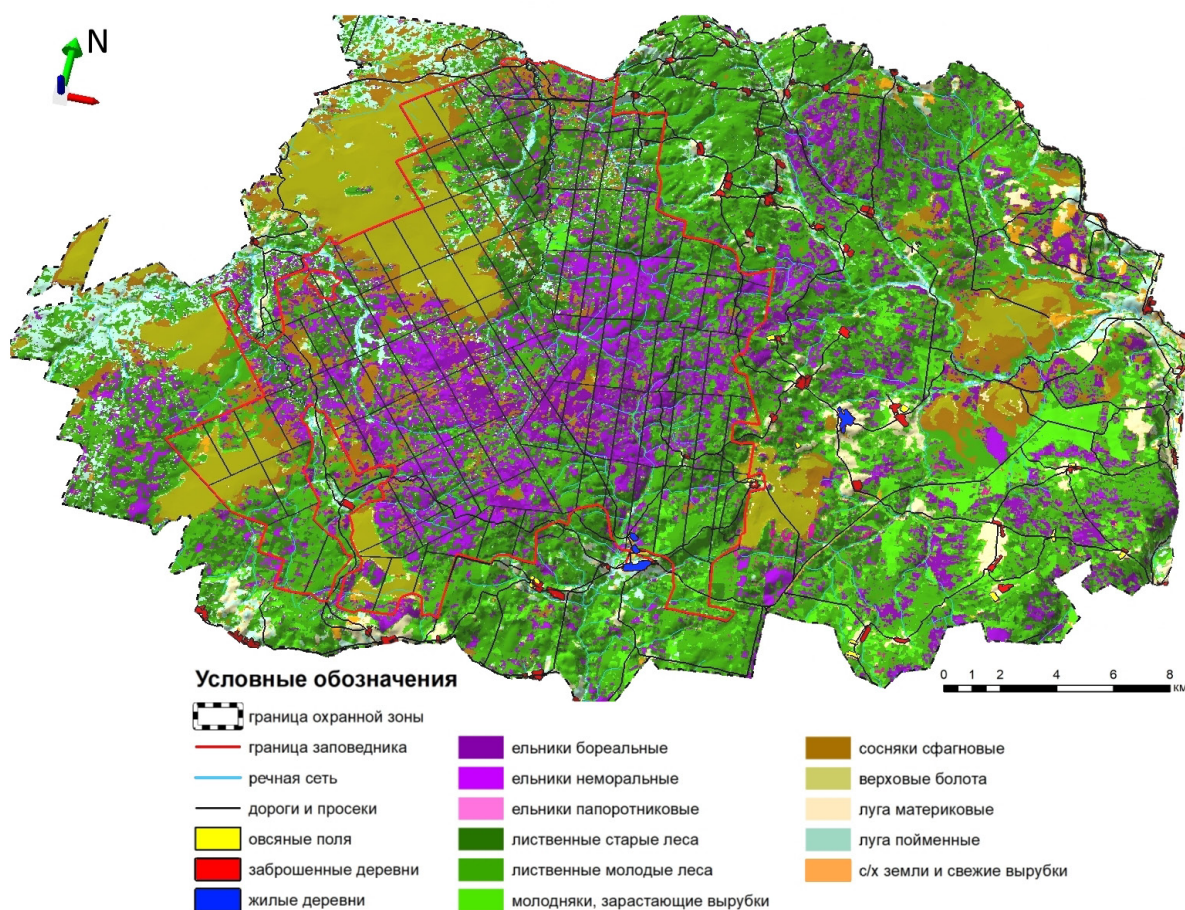 N
0 1 2 4 6 8
км
Условные обозначения
граница охранной зоны
граница заповедника
речная сеть
дороги и просеки
овсяные поля
заброшенные деревни
жилые деревни
ельники бореальные
ельники неморальные
ельники папоротниковые
лиственные старые леса
лиственные молодые леса
молодняки, зарастающие вырубки
сосняки сфагновые
верховые болота
луга материковые
луга пойменные
с/х земли и свежие вырубки